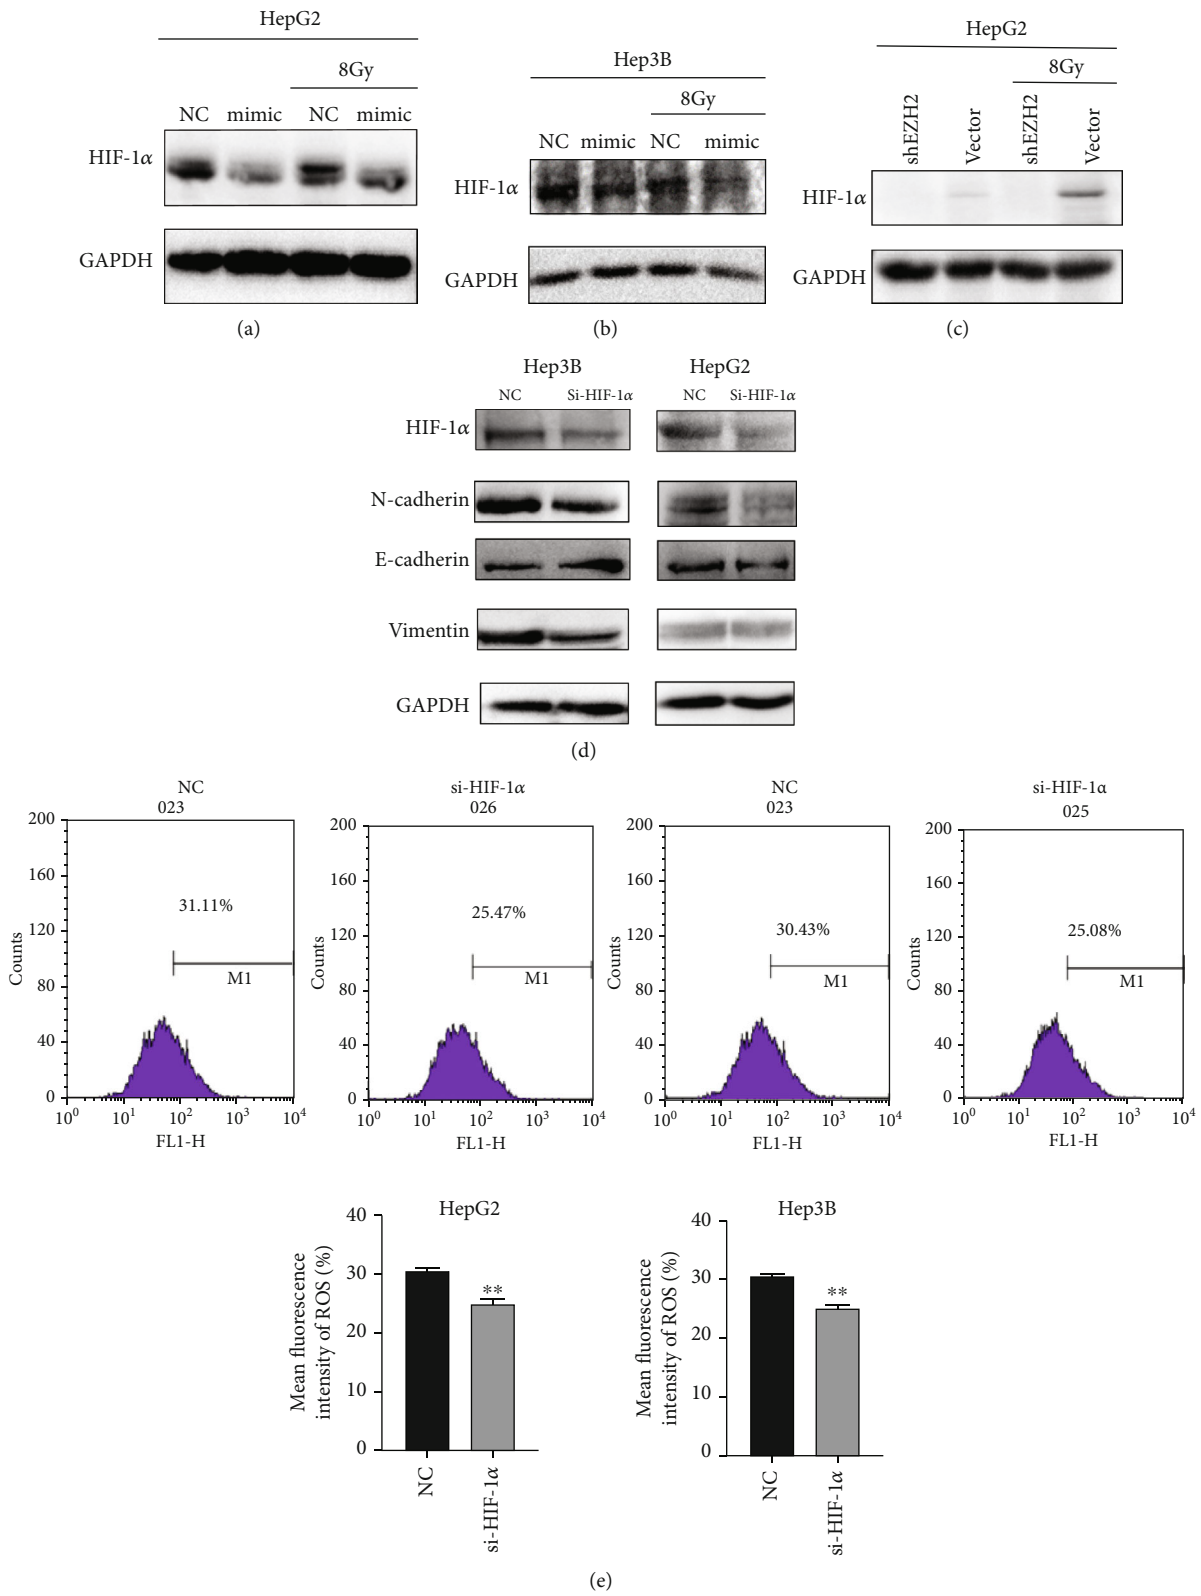 HepG2
8Gy
NC mimic NC mimic
HIF-1α
GAPDH
(a)
Hep3B
8Gy
NC mimic NC mimic
HIF-1α
GAPDH
(b)
HepG2
8Gy
shEZH2 Vector shEZH2 Vector
HIF-1α
GAPDH
(c)
Hep3B HepG2
NC Si-HIF-1α NC Si-HIF-1α
HIF-1α
N-cadherin
E-cadherin
Vimentin
GAPDH
(d)
NC
023
200
160
120
80
40
0
Counts
31.11%
M1
10⁰ 10¹ 10² 10³ 10⁴
FL1-H
si-HIF-1α
026
200
160
120
80
40
0
Counts
25.47%
M1
10⁰ 10¹ 10² 10³ 10⁴
FL1-H
NC
023
200
160
120
80
40
0
Counts
30.43%
M1
10⁰ 10¹ 10² 10³ 10⁴
FL1-H
si-HIF-1α
025
200
160
120
80
40
0
Counts
25.08%
M1
10⁰ 10¹ 10² 10³ 10⁴
FL1-H
HepG2
40
30
20
10
0
Mean fluorescence
intensity of ROS (%)
**
NC
si-HIF-1α
Hep3B
40
30
20
10
0
Mean fluorescence
intensity of ROS (%)
**
NC
si-HIF-1α
(e)